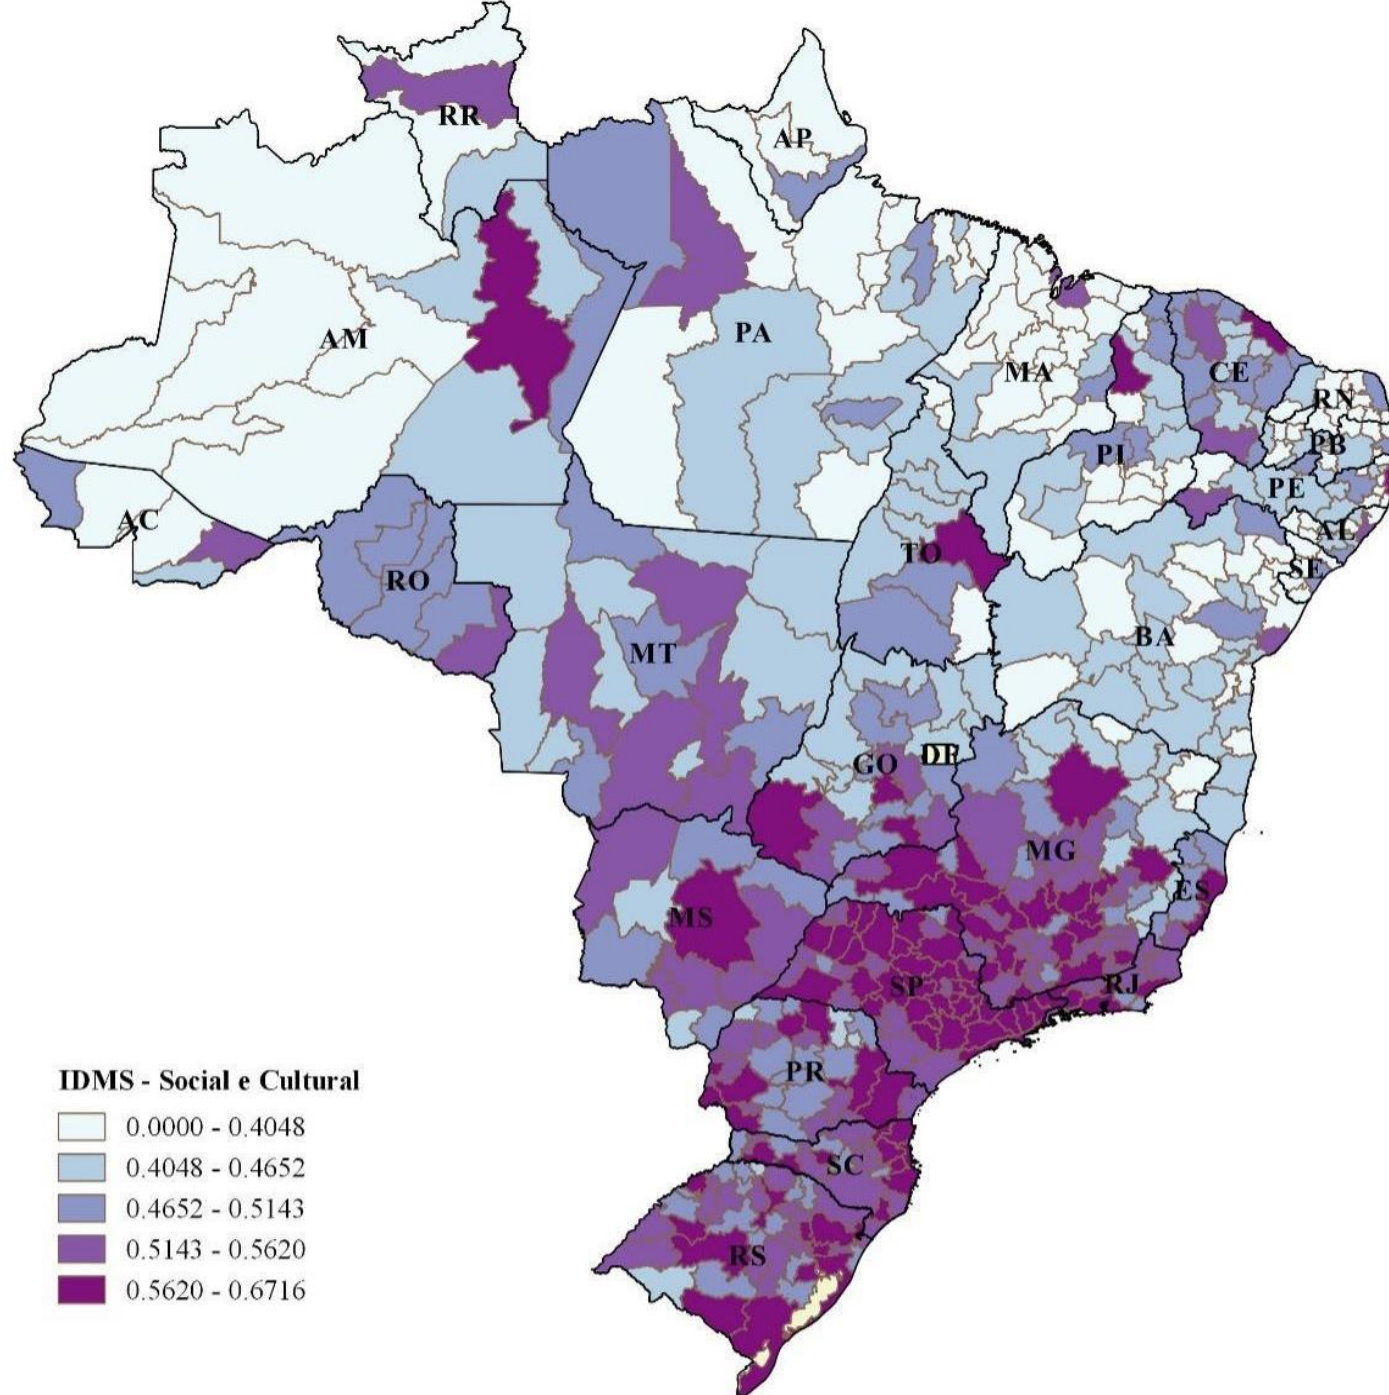 RR
AP
AM
PA
MA
CE
RN
PB
PI
PE
AC
AL
TO
SE
RO
BA
MT
DF
GO
MG
ES
MS
SP
RJ
PR
SC
RS
IDMS - Social e Cultural
0.0000 - 0.4048
0.4048 - 0.4652
0.4652 - 0.5143
0.5143 - 0.5620
0.5620 - 0.6716